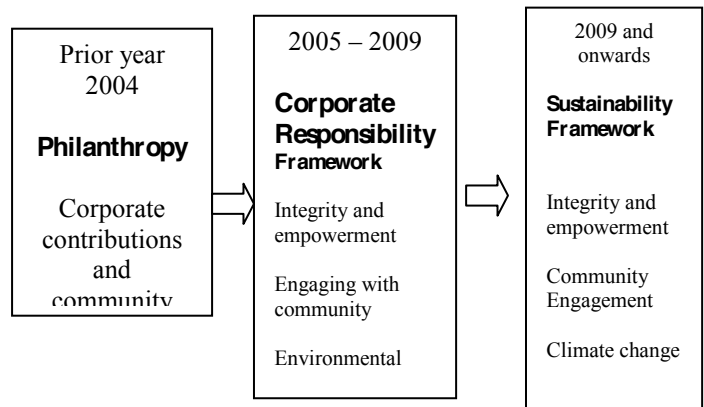 Prior year
2004
Philanthropy
Corporate
contributions
and
community
2005 – 2009
Corporate
Responsibility
Framework
Integrity and
empowerment
Engaging with
community
Environmental
2009 and
onwards
Sustainability
Framework
Integrity and
empowerment
Community
Engagement
Climate change